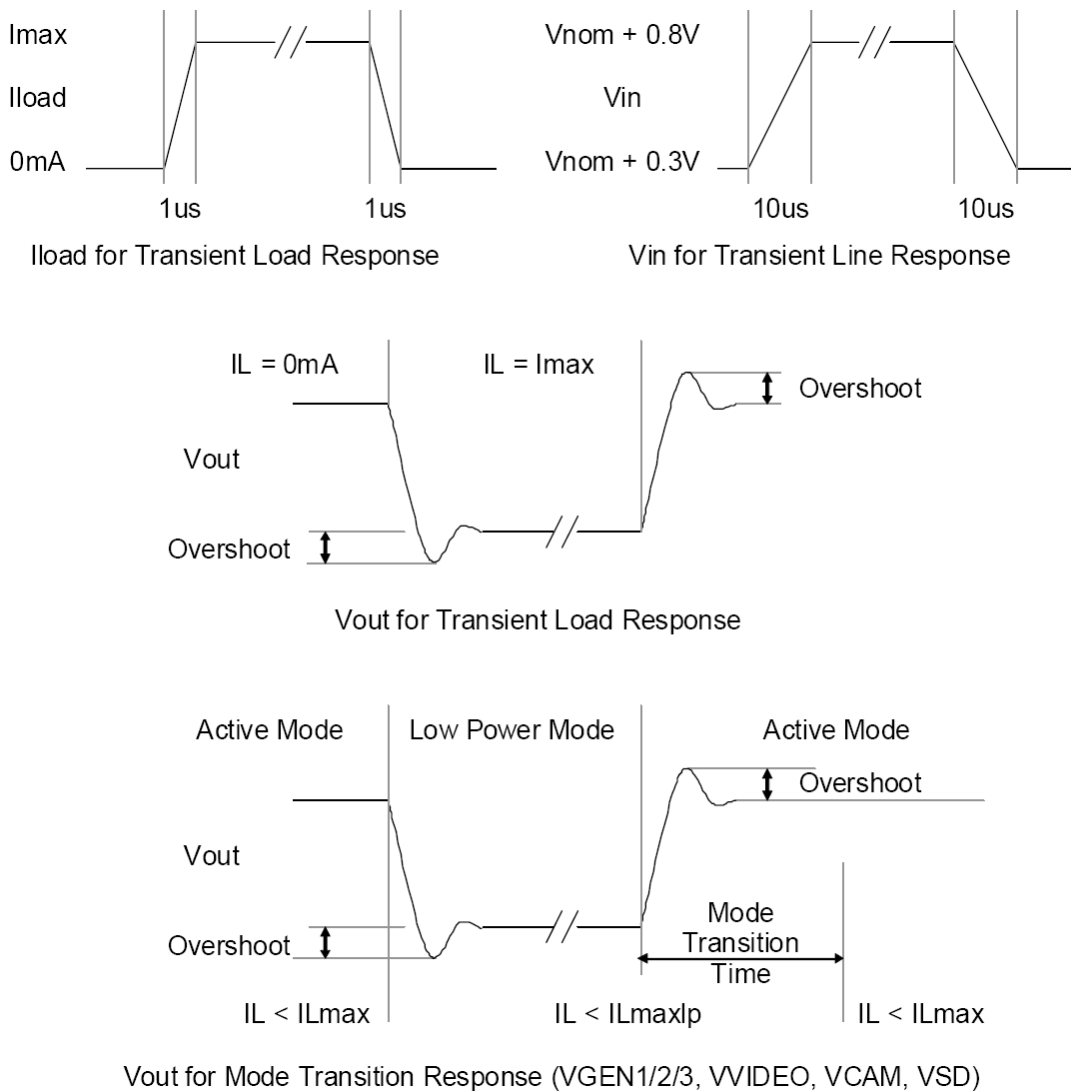 Imax
Iload
0mA
1us 1us
Iload for Transient Load Response
Vnom + 0.8V
Vin
Vnom + 0.3V
10us 10us
Vin for Transient Line Response
IL = 0mA IL = Imax
Overshoot
Vout
Overshoot
Vout for Transient Load Response
Active Mode Low Power Mode Active Mode
Overshoot
Vout
Overshoot
Mode
Transition
Time
IL < ILmax IL < ILmaxlp IL < ILmax
Vout for Mode Transition Response (VGEN1/2/3, VVIDEO, VCAM, VSD)